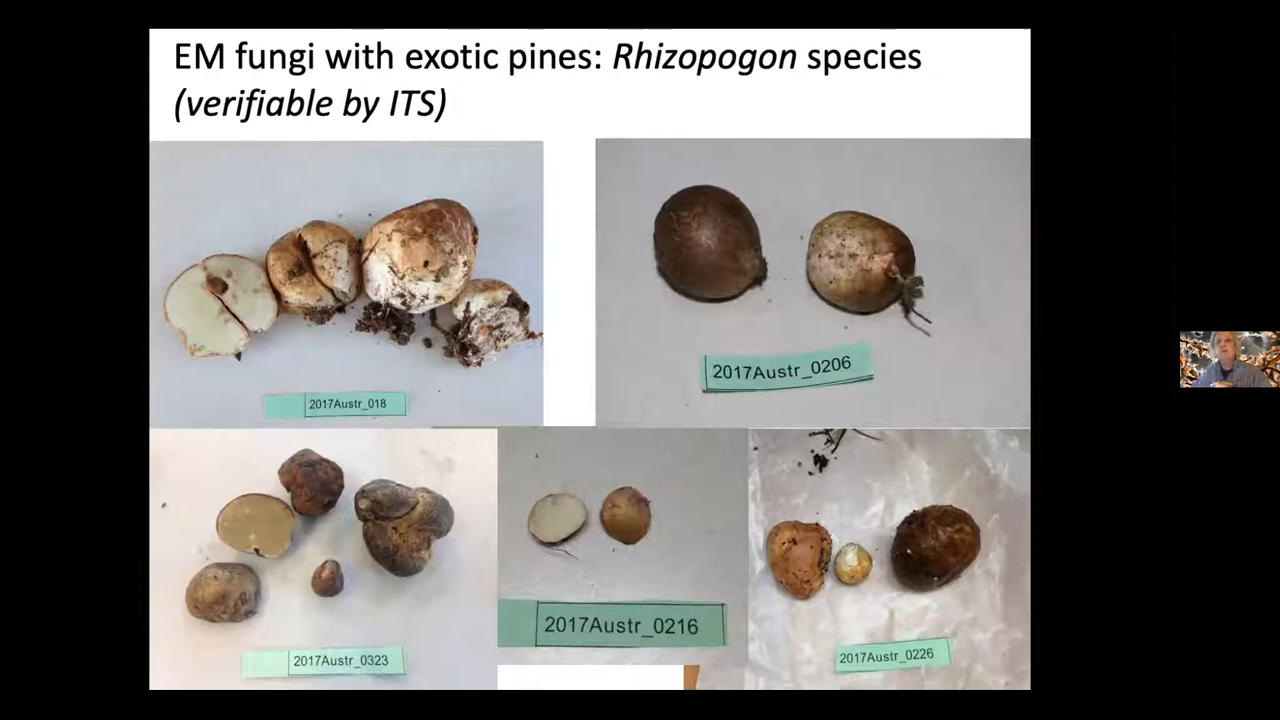 EM fungi with exotic pines: Rhizopogon species
(verifiable by ITS)
2017Austr_018
2017Austr_0206
2017Austr_0323
2017Austr_0216
2017Austr_0226